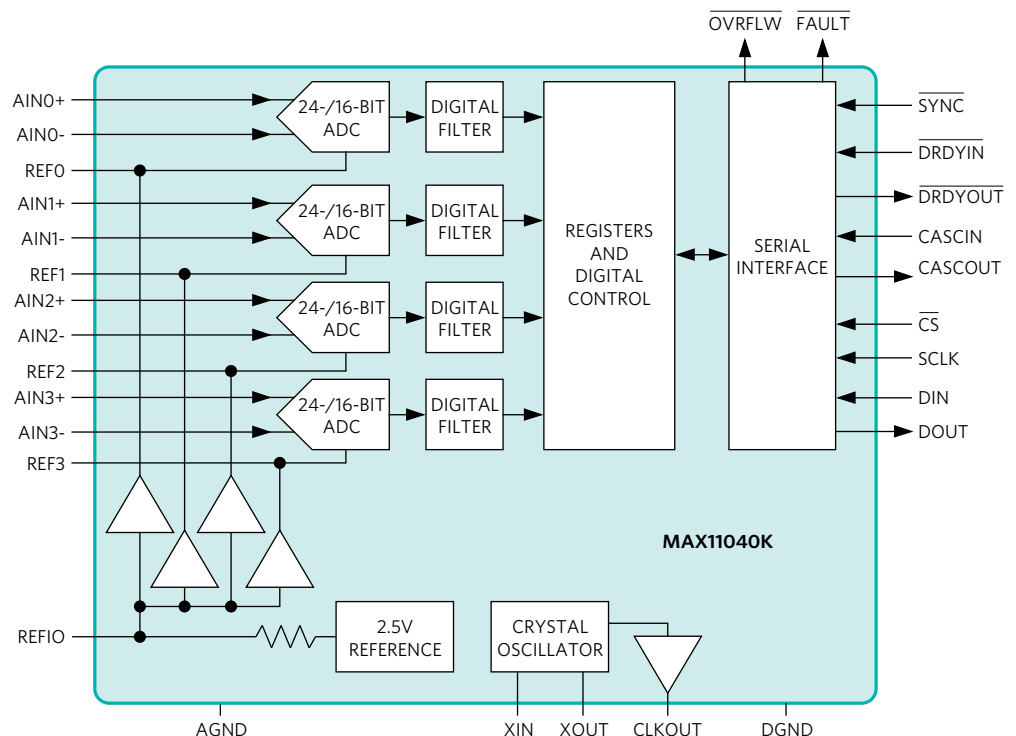 OVRFLW FAULT
AIN0+
AIN0-
REF0
24-/16-BIT
ADC
DIGITAL
FILTER
AIN1+
AIN1-
REF1
24-/16-BIT
ADC
DIGITAL
FILTER
AIN2+
AIN2-
REF2
24-/16-BIT
ADC
DIGITAL
FILTER
AIN3+
AIN3-
REF3
24-/16-BIT
ADC
DIGITAL
FILTER
REGISTERS
AND
DIGITAL
CONTROL
SERIAL
INTERFACE
SYNC
DRDYIN
DRDYOUT
CASCIN
CASCOUT
CS
SCLK
DIN
DOUT
MAX11040K
REFIO
2.5V
REFERENCE
CRYSTAL
OSCILLATOR
AGND
XIN
XOUT
CLKOUT
DGND